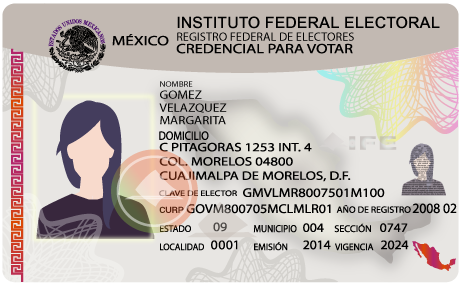 INSTITUTO FEDERAL ELECTORAL
ESTADOS UNIDOS MEXICANOS
MÉXICO
REGISTRO FEDERAL DE ELECTORES
CREDENCIAL PARA VOTAR
NOMBRE
GOMEZ
VELAZQUEZ
MARGARITA
DOMICILIO
C PITAGORAS 1253 INT. 4
COL. MORELOS 04800
CUAJIMALPA DE MORELOS, D.F.
IFE
CLAVE DE ELECTOR GMVLMR8007501M100
CURP GOVM800705MCLMLR01 AÑO DE REGISTRO 2008 02
ESTADO 09 MUNICIPIO 004 SECCIÓN 0747
LOCALIDAD 0001 EMISIÓN 2014 VIGENCIA 2024